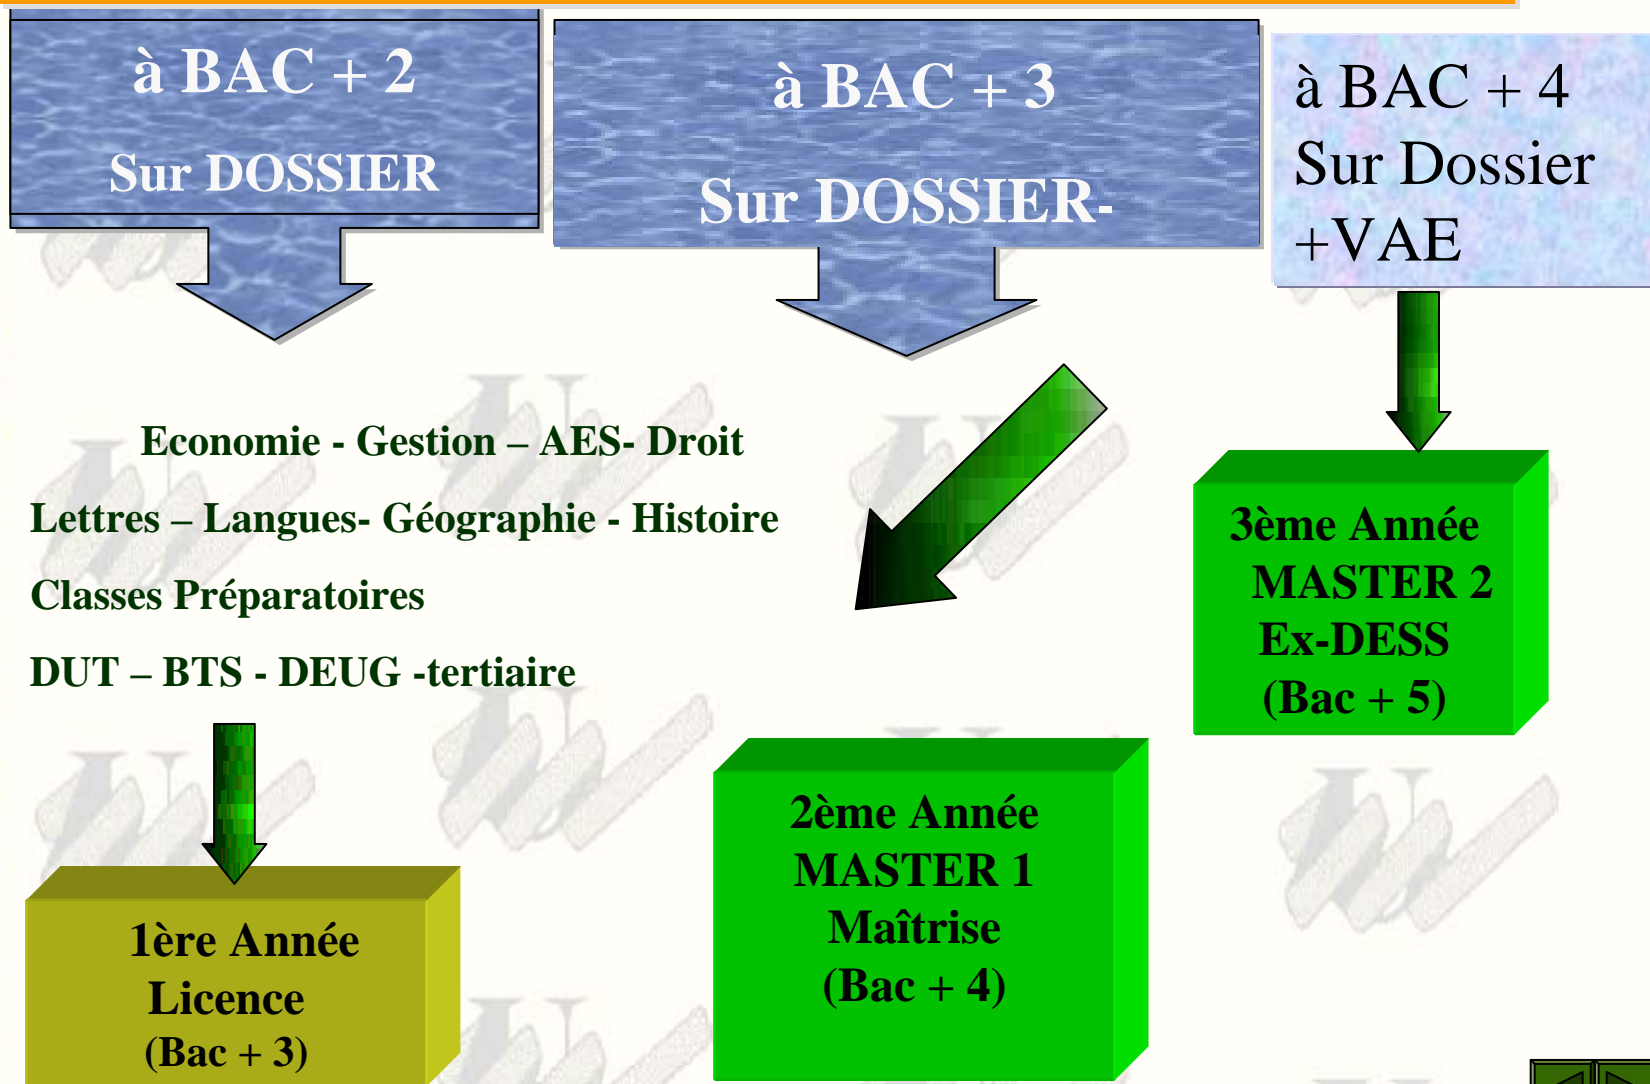 à BAC + 2
Sur DOSSIER
à BAC + 3
Sur DOSSIER-
à BAC + 4
Sur Dossier
+VAE
Economie - Gestion – AES- Droit
Lettres – Langues- Géographie - Histoire
Classes Préparatoires
DUT – BTS - DEUG -tertiaire
1ère Année
Licence
(Bac + 3)
2ème Année
MASTER 1
Maîtrise
(Bac + 4)
3ème Année
MASTER 2
Ex-DESS
(Bac + 5)